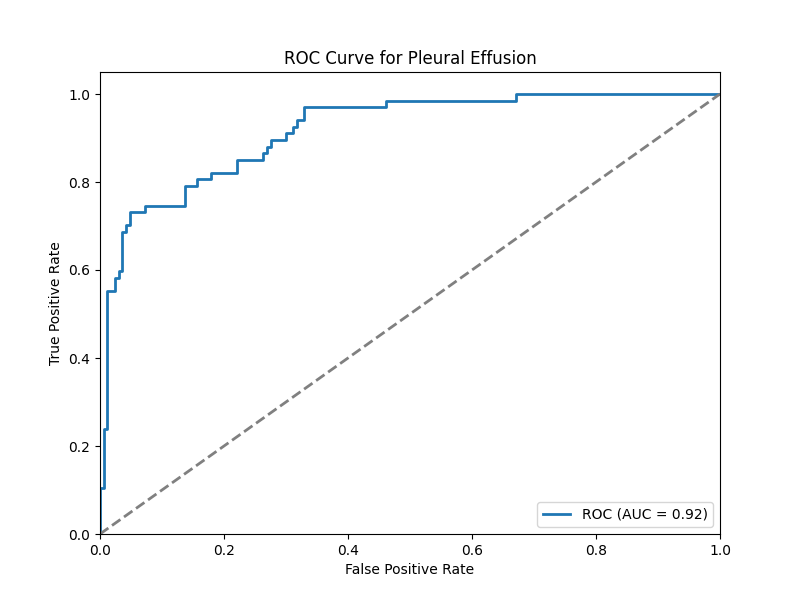 ROC Curve for Pleural Effusion
True Positive Rate
1.0
0.8
0.6
0.4
0.2
0.0
0.0 0.2 0.4 0.6 0.8 1.0
False Positive Rate
ROC (AUC = 0.92)